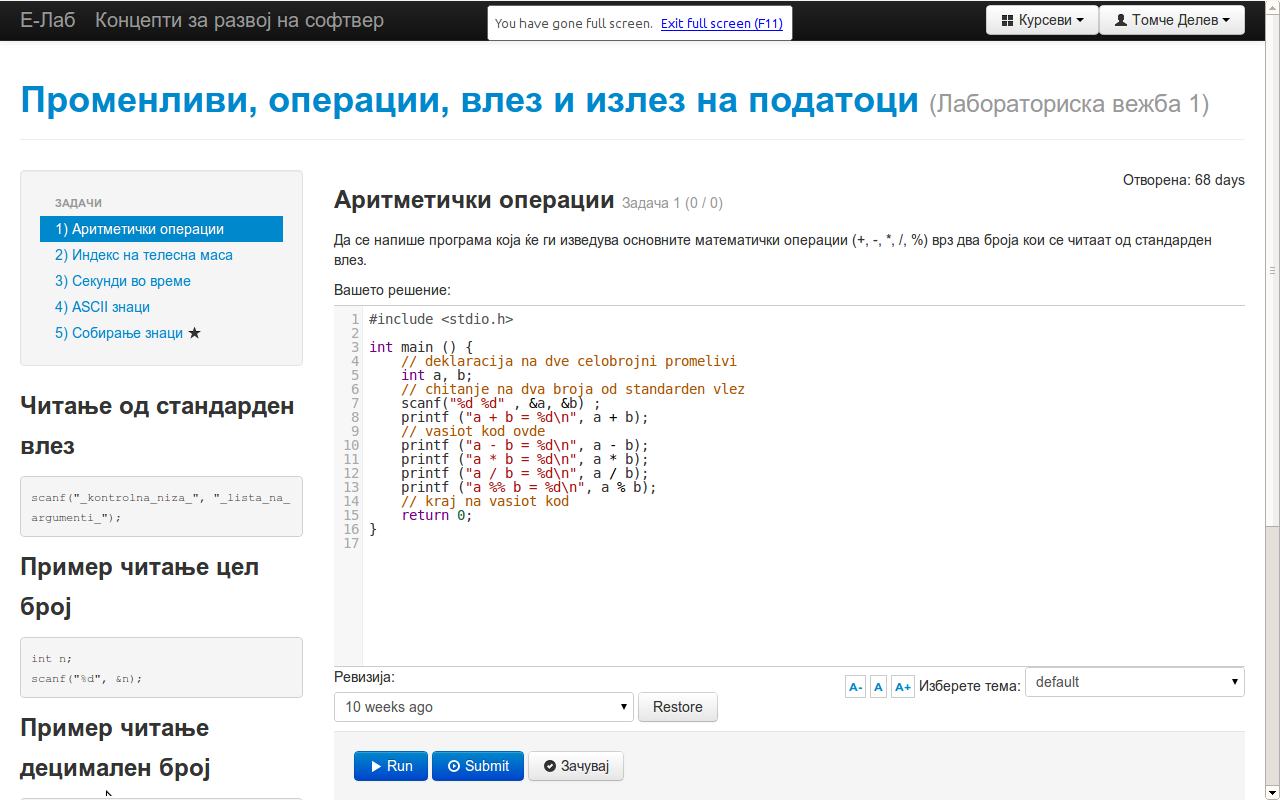 Е-Лаб Концепти за развој на софтвер
You have gone full screen. Exit full screen (F11)
Курсеви
Томче Делев
Променливи, операции, влез и излез на податоци (Лабораториска вежба 1)
ЗАДАЧИ
1) Аритметички операции
2) Индекс на телесна маса
3) Секунди во време
4) ASCII знаци
5) Собирање знаци ★
Читање од стандарден
влез
scanf("_kontrolna_niza_", "_lista_na_
argumenti_");
Пример читање цел
број
int n;
scanf("%d", &n);
Пример читање
децимален број
Отворена: 68 days
Аритметички операции Задача 1 (0 / 0)
Да се напише програма која ќе ги изведува основните математички операции (+, -, *, /, %) врз два броја кои се читаат од стандарден
влез.
Вашето решение:
1 #include <stdio.h>
2
3 int main () {
4     // deklaracija na dve celobrojni promelivi
5     int a, b;
6     // chitanje na dva broja od standarden vlez
7     scanf("%d %d" , &a, &b) ;
8     printf ("a + b = %d\n", a + b);
9     // vasiot kod ovde
10     printf ("a - b = %d\n", a - b);
11     printf ("a * b = %d\n", a * b);
12     printf ("a / b = %d\n", a / b);
13     printf ("a %% b = %d\n", a % b);
14     // kraj na vasiot kod
15     return 0;
16 }
17
Ревизија:
A- A A+ Изберете тема: default
10 weeks ago Restore
Run Submit Зачувај